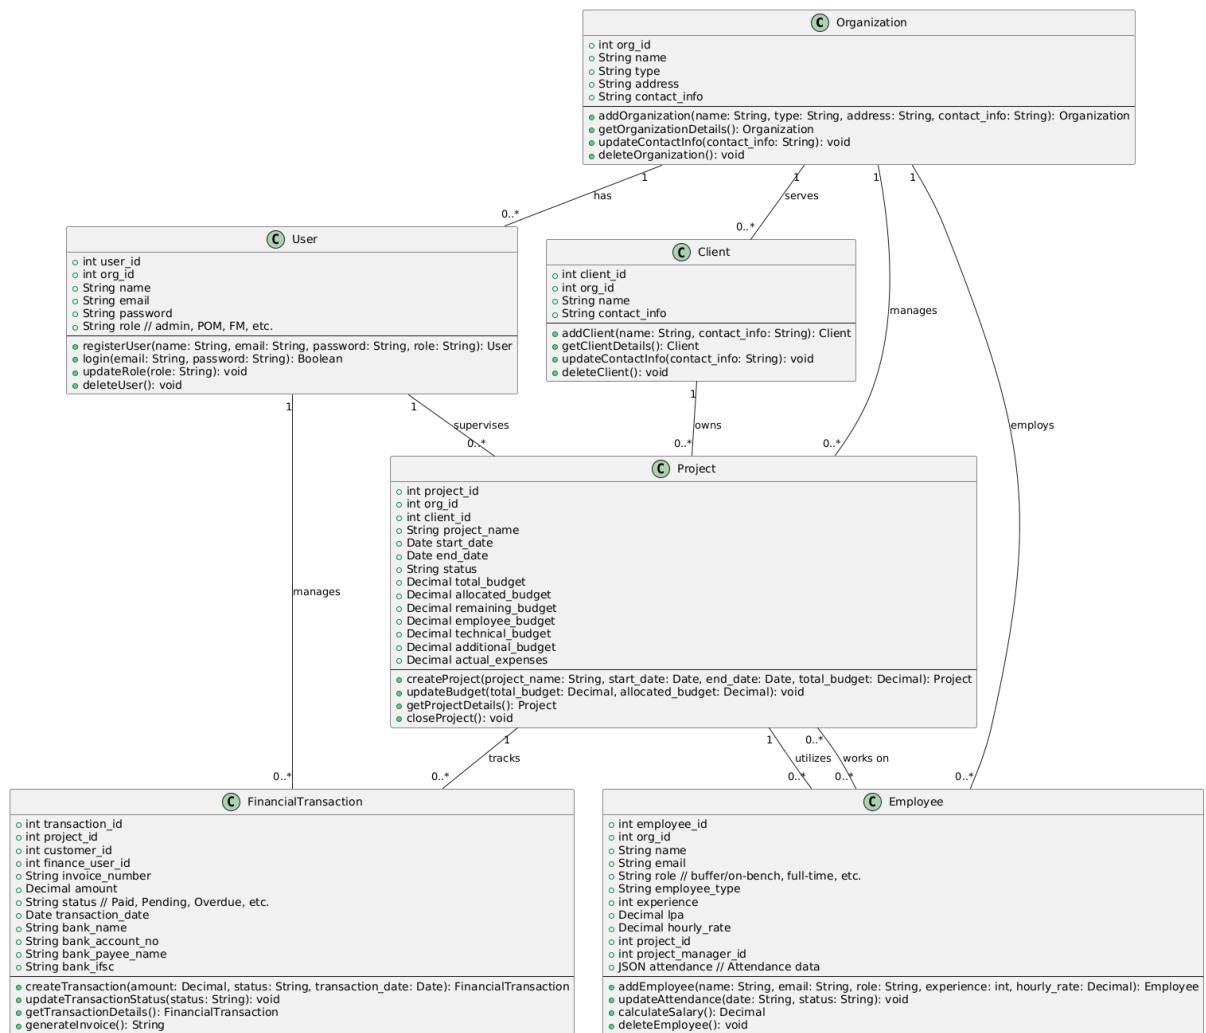 C Organization
int org_id
String name
String type
String address
String contact_info
addOrganization(name: String, type: String, address: String, contact_info: String): Organization
getOrganizationDetails(): Organization
updateContactInfo(contact_info: String): void
deleteOrganization(): void
1
1
1
1
has
serves
0..*
0..*
C User
int user_id
int org_id
String name
String email
String password
String role // admin, POM, FM, etc.
registerUser(name: String, email: String, password: String, role: String): User
login(email: String, password: String): Boolean
updateRole(role: String): void
deleteUser(): void
C Client
int client_id
int org_id
String name
String contact_info
addClient(name: String, contact_info: String): Client
getClientDetails(): Client
updateContactInfo(contact_info: String): void
deleteClient(): void
manages
1
1
1
supervises
owns
employs
0..*
0..*
0..*
C Project
int project_id
int org_id
int client_id
String project_name
Date start_date
Date end_date
String status
Decimal total_budget
Decimal allocated_budget
Decimal remaining_budget
Decimal employee_budget
Decimal technical_budget
Decimal additional_budget
Decimal actual_expenses
createProject(project_name: String, start_date: Date, end_date: Date, total_budget: Decimal): Project
updateBudget(total_budget: Decimal, allocated_budget: Decimal): void
getProjectDetails(): Project
closeProject(): void
manages
1
1
0..*
tracks
utilizes
works on
0..*
0..*
0..*
0..*
0..*
C FinancialTransaction
int transaction_id
int project_id
int customer_id
int finance_user_id
String invoice_number
Decimal amount
String status // Paid, Pending, Overdue, etc.
Date transaction_date
String bank_name
String bank_account_no
String bank_payee_name
String bank_ifsc
createTransaction(amount: Decimal, status: String, transaction_date: Date): FinancialTransaction
updateTransactionStatus(status: String): void
getTransactionDetails(): FinancialTransaction
generateInvoice(): String
C Employee
int employee_id
int org_id
String name
String email
String role // buffer/on-bench, full-time, etc.
String employee_type
int experience
Decimal lpa
Decimal hourly_rate
int project_id
int project_manager_id
JSON attendance // Attendance data
addEmployee(name: String, email: String, role: String, experience: int, hourly_rate: Decimal): Employee
updateAttendance(date: String, status: String): void
calculateSalary(): Decimal
deleteEmployee(): void